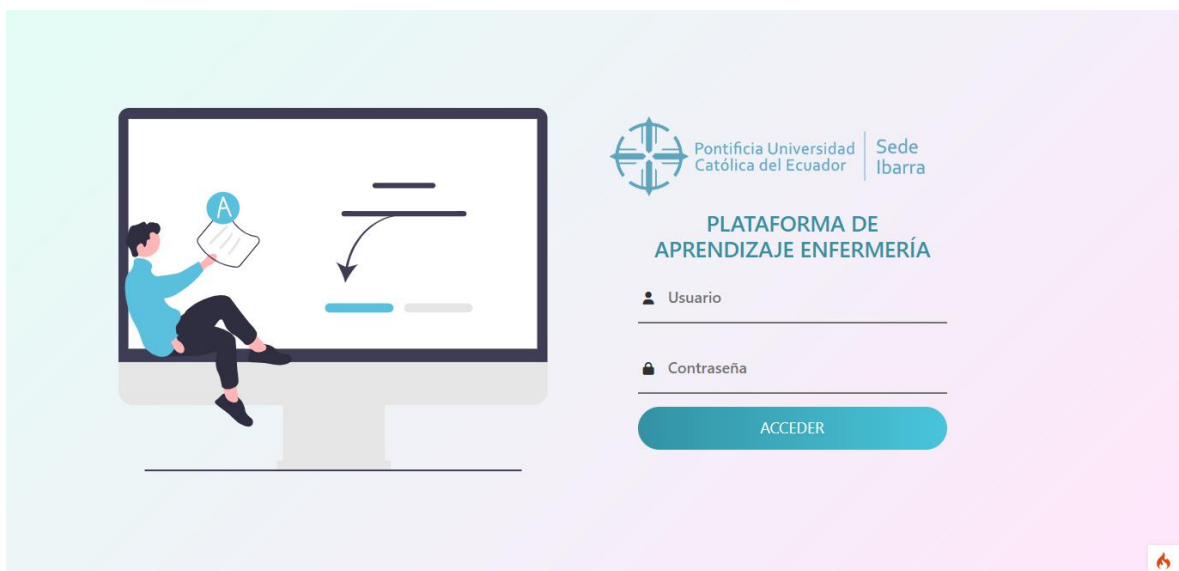 A
Pontificia Universidad
Católica del Ecuador
Sede
Ibarra
PLATAFORMA DE
APRENDIZAJE ENFERMERÍA
Usuario
Contraseña
ACCEDER